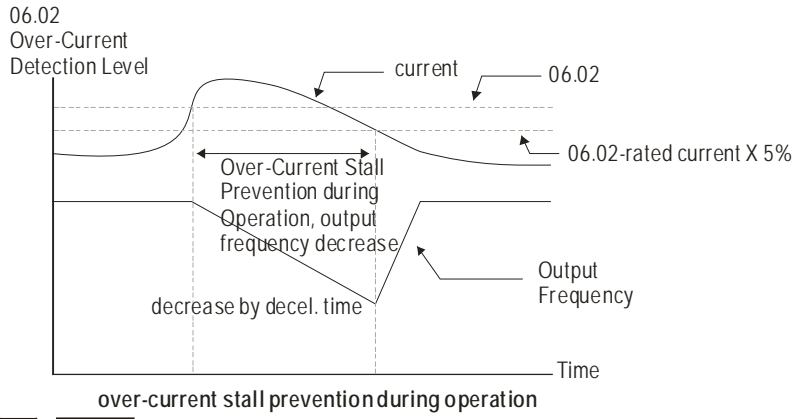 06.02
Over-Current
Detection Level
current
06.02
06.02-rated current X 5%
Over-Current Stall
Prevention during
Operation, output
frequency decrease
Output
Frequency
decrease by decel. time
Time
over-current stall prevention during operation